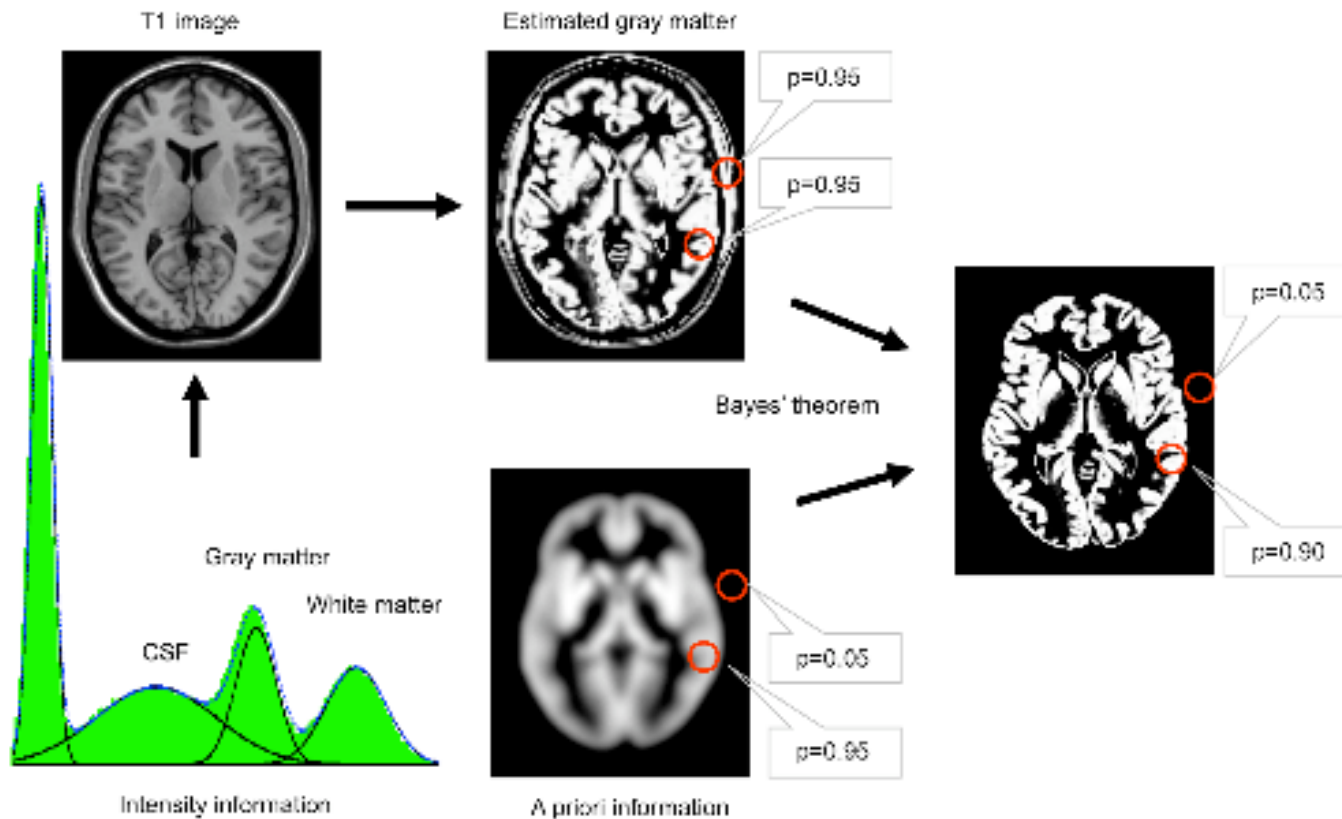 T1 image
Estimated gray matter
p=0.95
p=0.95
p=0.05
Bayes' theorem
Gray matter
White matter
CSF
p=0.90
p=0.05
p=0.95
Intensity information
A priori information